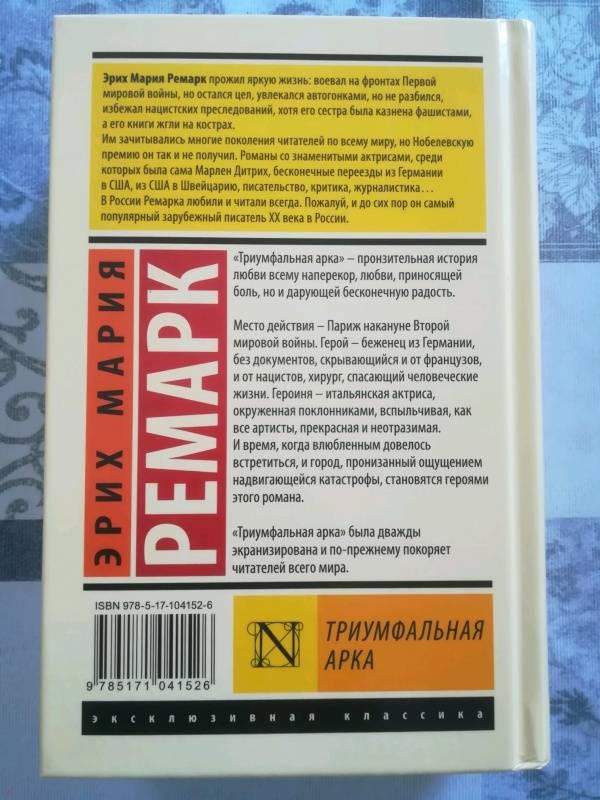 Эрих Мария Ремарк прожил яркую жизнь: воевал на фронтах Первой
мировой войны, но остался цел, увлекался автогонками, но не разбился,
избежал нацистских преследований, хотя его сестра была казнена фашистами,
а его книги жгли на кострах.
Им зачитывались многие поколения читателей по всему миру, но Нобелевскую
премию он так и не получил. Романы со знаменитыми актрисами, среди
которых была сама Марлен Дитрих, бесконечные переезды из Германии
в США, из США в Швейцарию, писательство, критика, журналистика...
В России Ремарка любили и читали всегда. Пожалуй, и до сих пор он самый
популярный зарубежный писатель XX века в России.
ЭРИХ МАРИЯ
РЕМАРК
«Триумфальная арка» – пронзительная история
любви всему наперекор, любви, приносящей
боль, но и дарующей бесконечную радость.
Место действия – Париж накануне Второй
мировой войны. Герой – беженец из Германии,
без документов, скрывающийся и от французов,
и от нацистов, хирург, спасающий человеческие
жизни. Героиня – итальянская актриса,
окруженная поклонниками, вспыльчивая, как
все артисты, прекрасная и неотразимая.
И время, когда влюбленным довелось
встретиться, и город, пронизанный ощущением
надвигающейся катастрофы, становятся героями
этого романа.
«Триумфальная арка» была дважды
экранизирована и по-прежнему покоряет
читателей всего мира.
ISBN 978-5-17-104152-6
9 785171 041526
N
ТРИУМФАЛЬНАЯ
АРКА
эксклюзивная классика